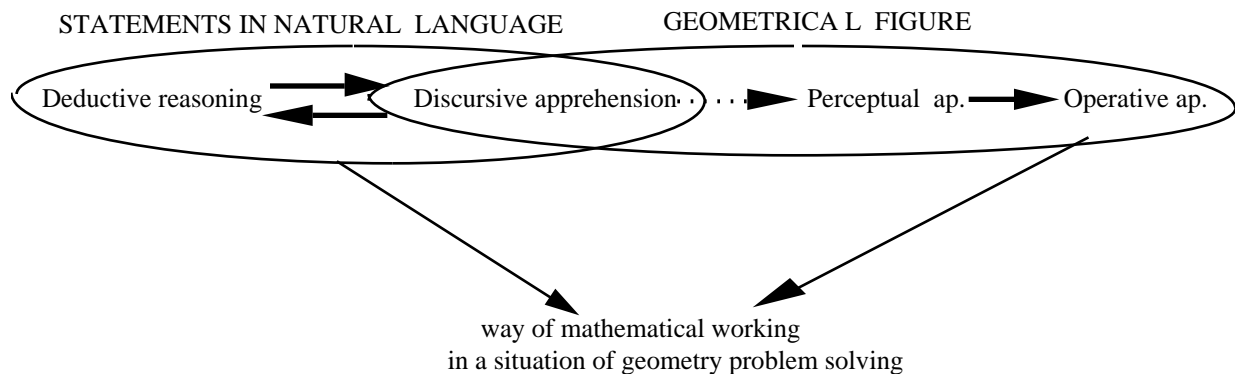 STATEMENTS IN NATURAL LANGUAGE
GEOMETRICA L FIGURE
Deductive reasoning
Discursive apprehension
Perceptual ap.
Operative ap.
way of mathematical working
in a situation of geometry problem solving